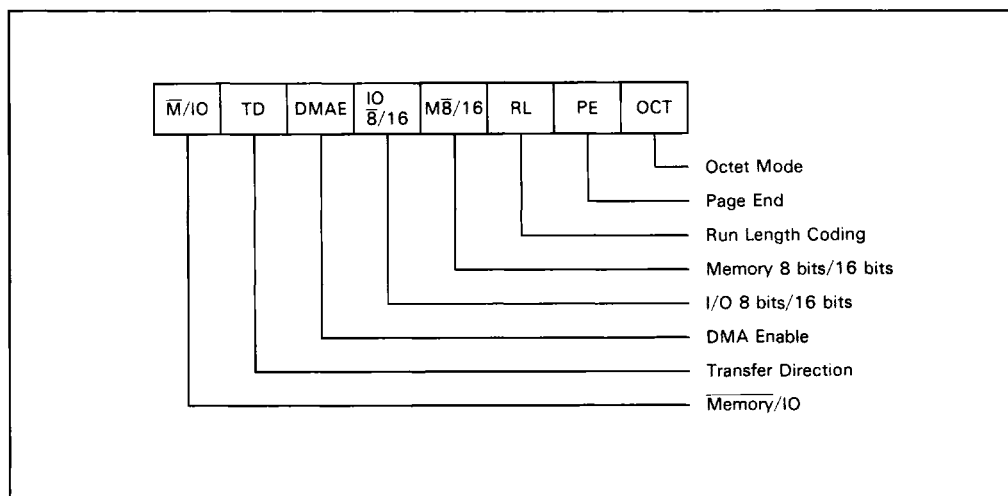 M̅/IO TD DMAE IO 8̅/16 M8̅/16 RL PE OCT
Octet Mode
Page End
Run Length Coding
Memory 8 bits/16 bits
I/O 8 bits/16 bits
DMA Enable
Transfer Direction
M̅e̅m̅o̅r̅y̅/IO